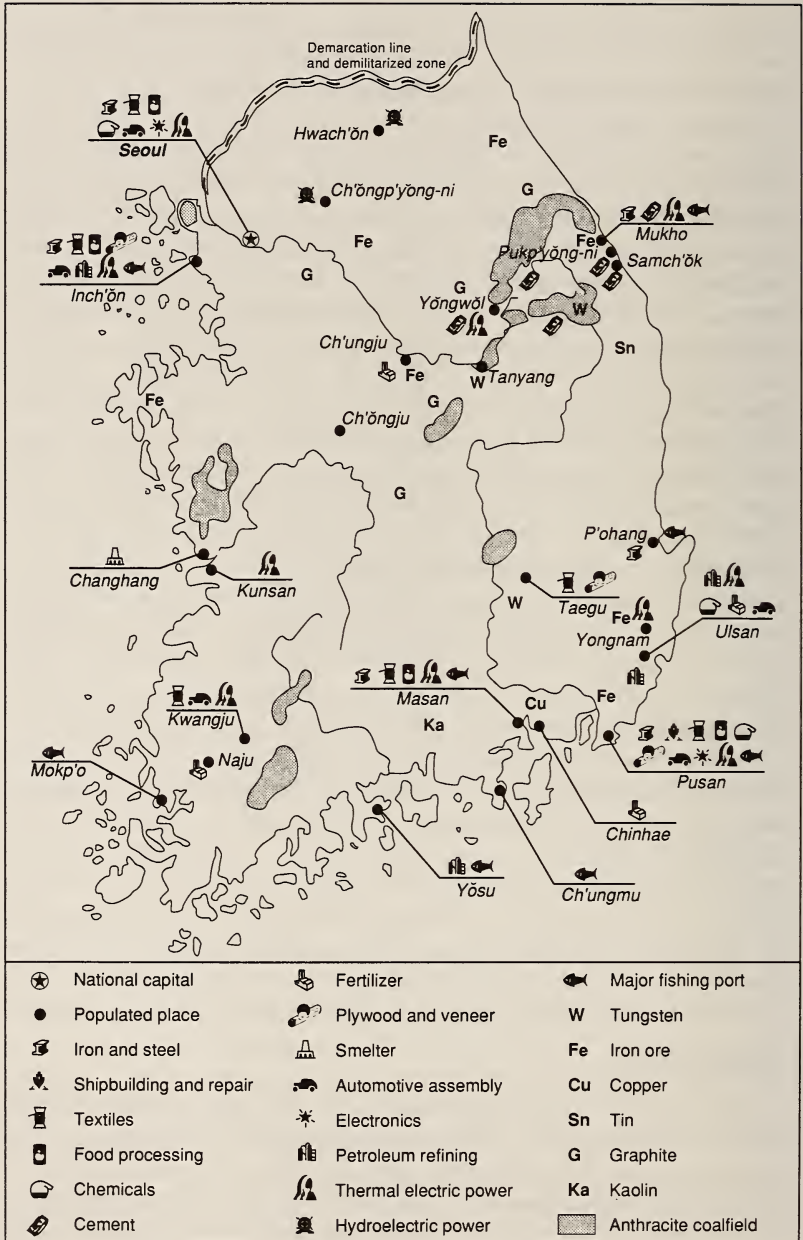 Demarcation line
and demilitarized zone
Hwach'ŏn
Fe
Seoul
Ch'ŏngp'yŏng-ni
G
Fe
Mukho
Fe
Pukp'yŏng-ni
Samch'ŏk
Inch'ŏn
G
G
Yŏngwŏl
W
Sn
Ch'ungju
Fe
W
Tanyang
Fe
G
Ch'ŏngju
G
P'ohang
Changhang
Kunsan
W
Taegu
Fe
Yongnam
Ulsan
Masan
Cu
Fe
Kwangju
Ka
Mokp'o
Naju
Pusan
Chinhae
Yŏsu
Ch'ungmu
National capital
Fertilizer
Major fishing port
Populated place
Plywood and veneer
W Tungsten
Iron and steel
Smelter
Fe Iron ore
Shipbuilding and repair
Automotive assembly
Cu Copper
Textiles
Electronics
Sn Tin
Food processing
Petroleum refining
G Graphite
Chemicals
Thermal electric power
Ka Kaolin
Cement
Hydroelectric power
Anthracite coalfield